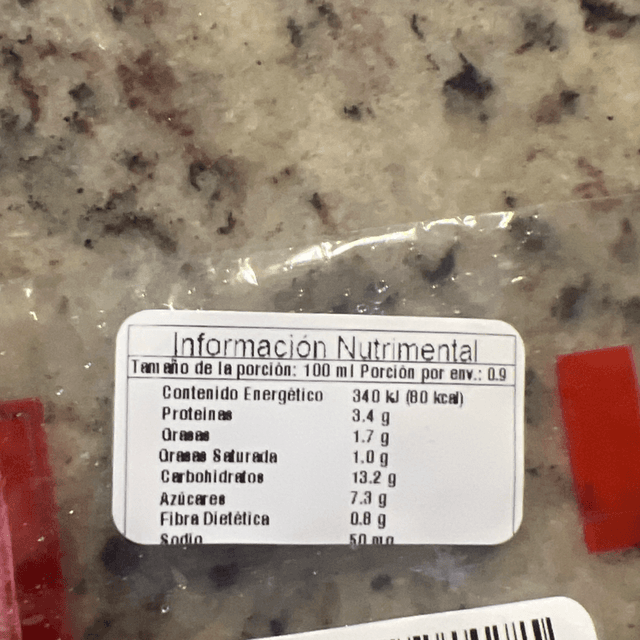 Información Nutrimental
Tamaño de la porción: 100 ml Porción por env.: 0.9
Contenido Energético 340 kJ (80 kcal)
Proteinas 3.4 g
Grasas 1.7 g
Grasas Saturada 1.0 g
Carbohidratos 13.2 g
Azúcares 7.3 g
Fibra Dietética 0.8 g
Sodio 50 mg